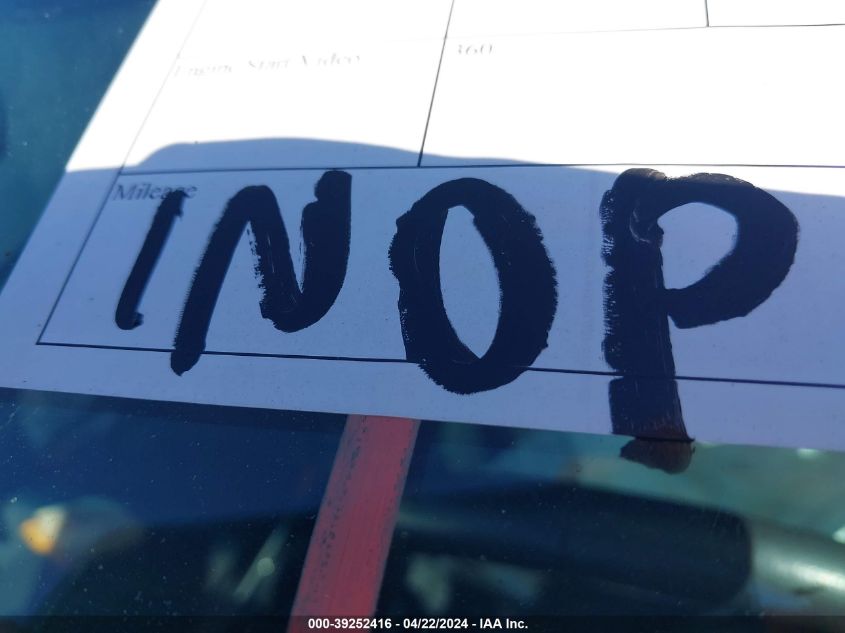 Engine Start Video 360
Mileage INOP
000-39252416 - 04/22/2024 - IAA Inc.